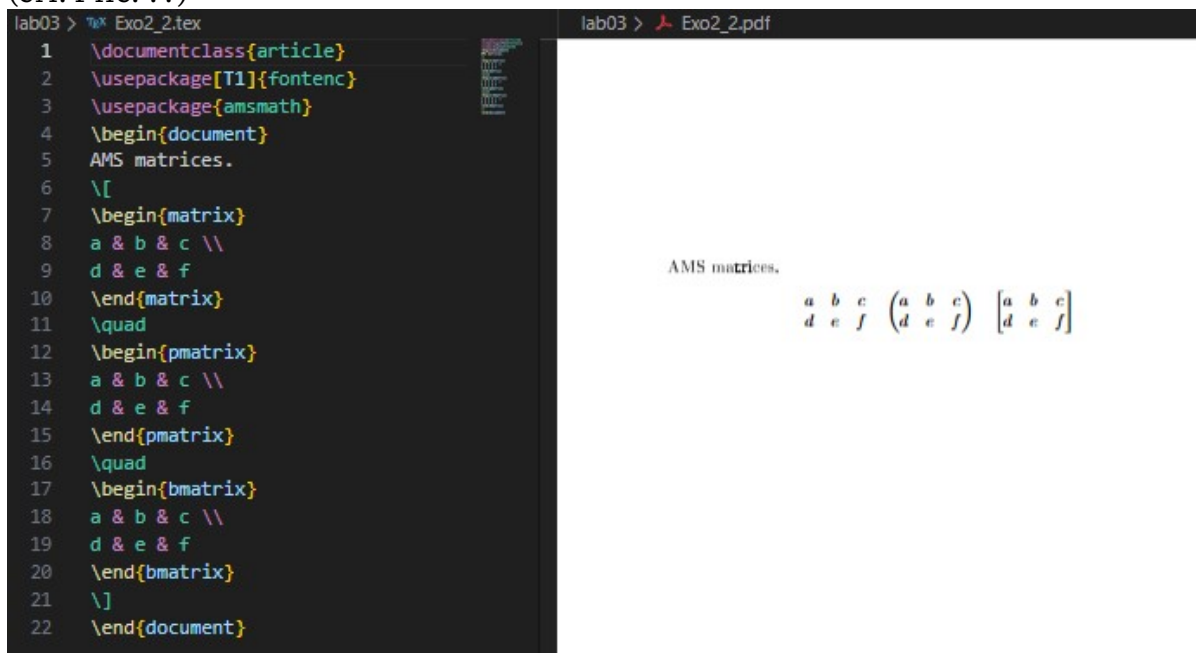 lab03 > TEX Exo2_2.tex
1 \documentclass{article}
2 \usepackage[T1]{fontenc}
3 \usepackage{amsmath}
4 \begin{document}
5 AMS matrices.
6 \[
7 \begin{matrix}
8 a & b & c \\
9 d & e & f
10 \end{matrix}
11 \quad
12 \begin{pmatrix}
13 a & b & c \\
14 d & e & f
15 \end{pmatrix}
16 \quad
17 \begin{bmatrix}
18 a & b & c \\
19 d & e & f
20 \end{bmatrix}
21 \]
22 \end{document}
lab03 > Exo2_2.pdf
AMS matrices.
a b c (a b c) [a b c]
d e f (d e f) [d e f]